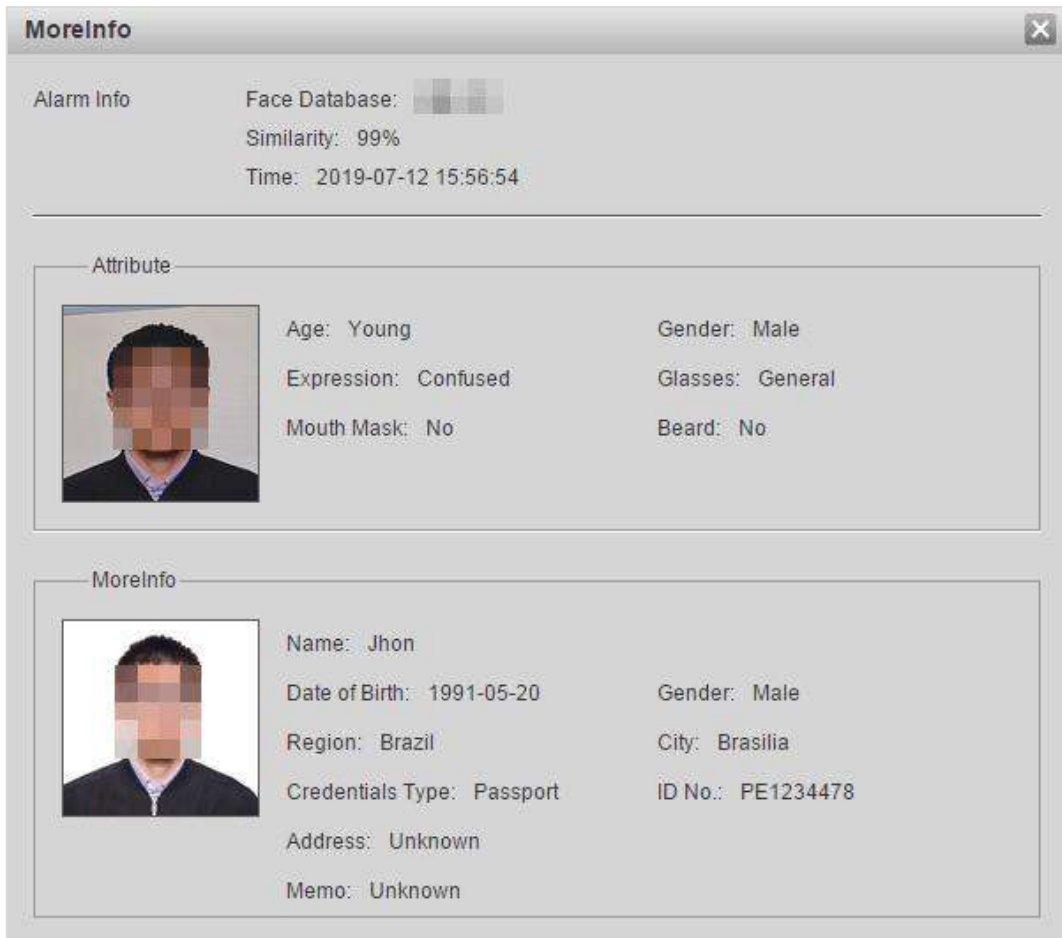 MoreInfo
Alarm Info
Face Database:
Similarity: 99%
Time: 2019-07-12 15:56:54
Attribute
Age: Young Gender: Male
Expression: Confused Glasses: General
Mouth Mask: No Beard: No
MoreInfo
Name: Jhon
Date of Birth: 1991-05-20 Gender: Male
Region: Brazil City: Brasilia
Credentials Type: Passport ID No.: PE1234478
Address: Unknown
Memo: Unknown